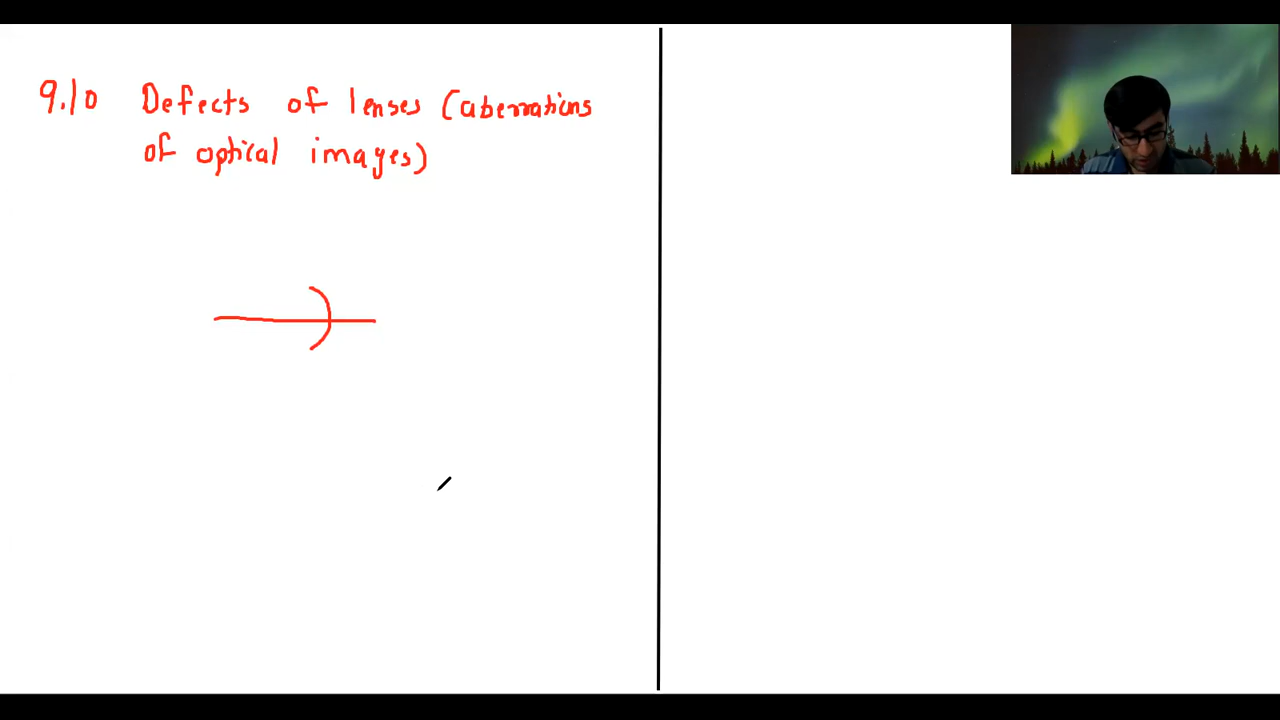 9.10 Defects of lenses (aberrations
of optical images)